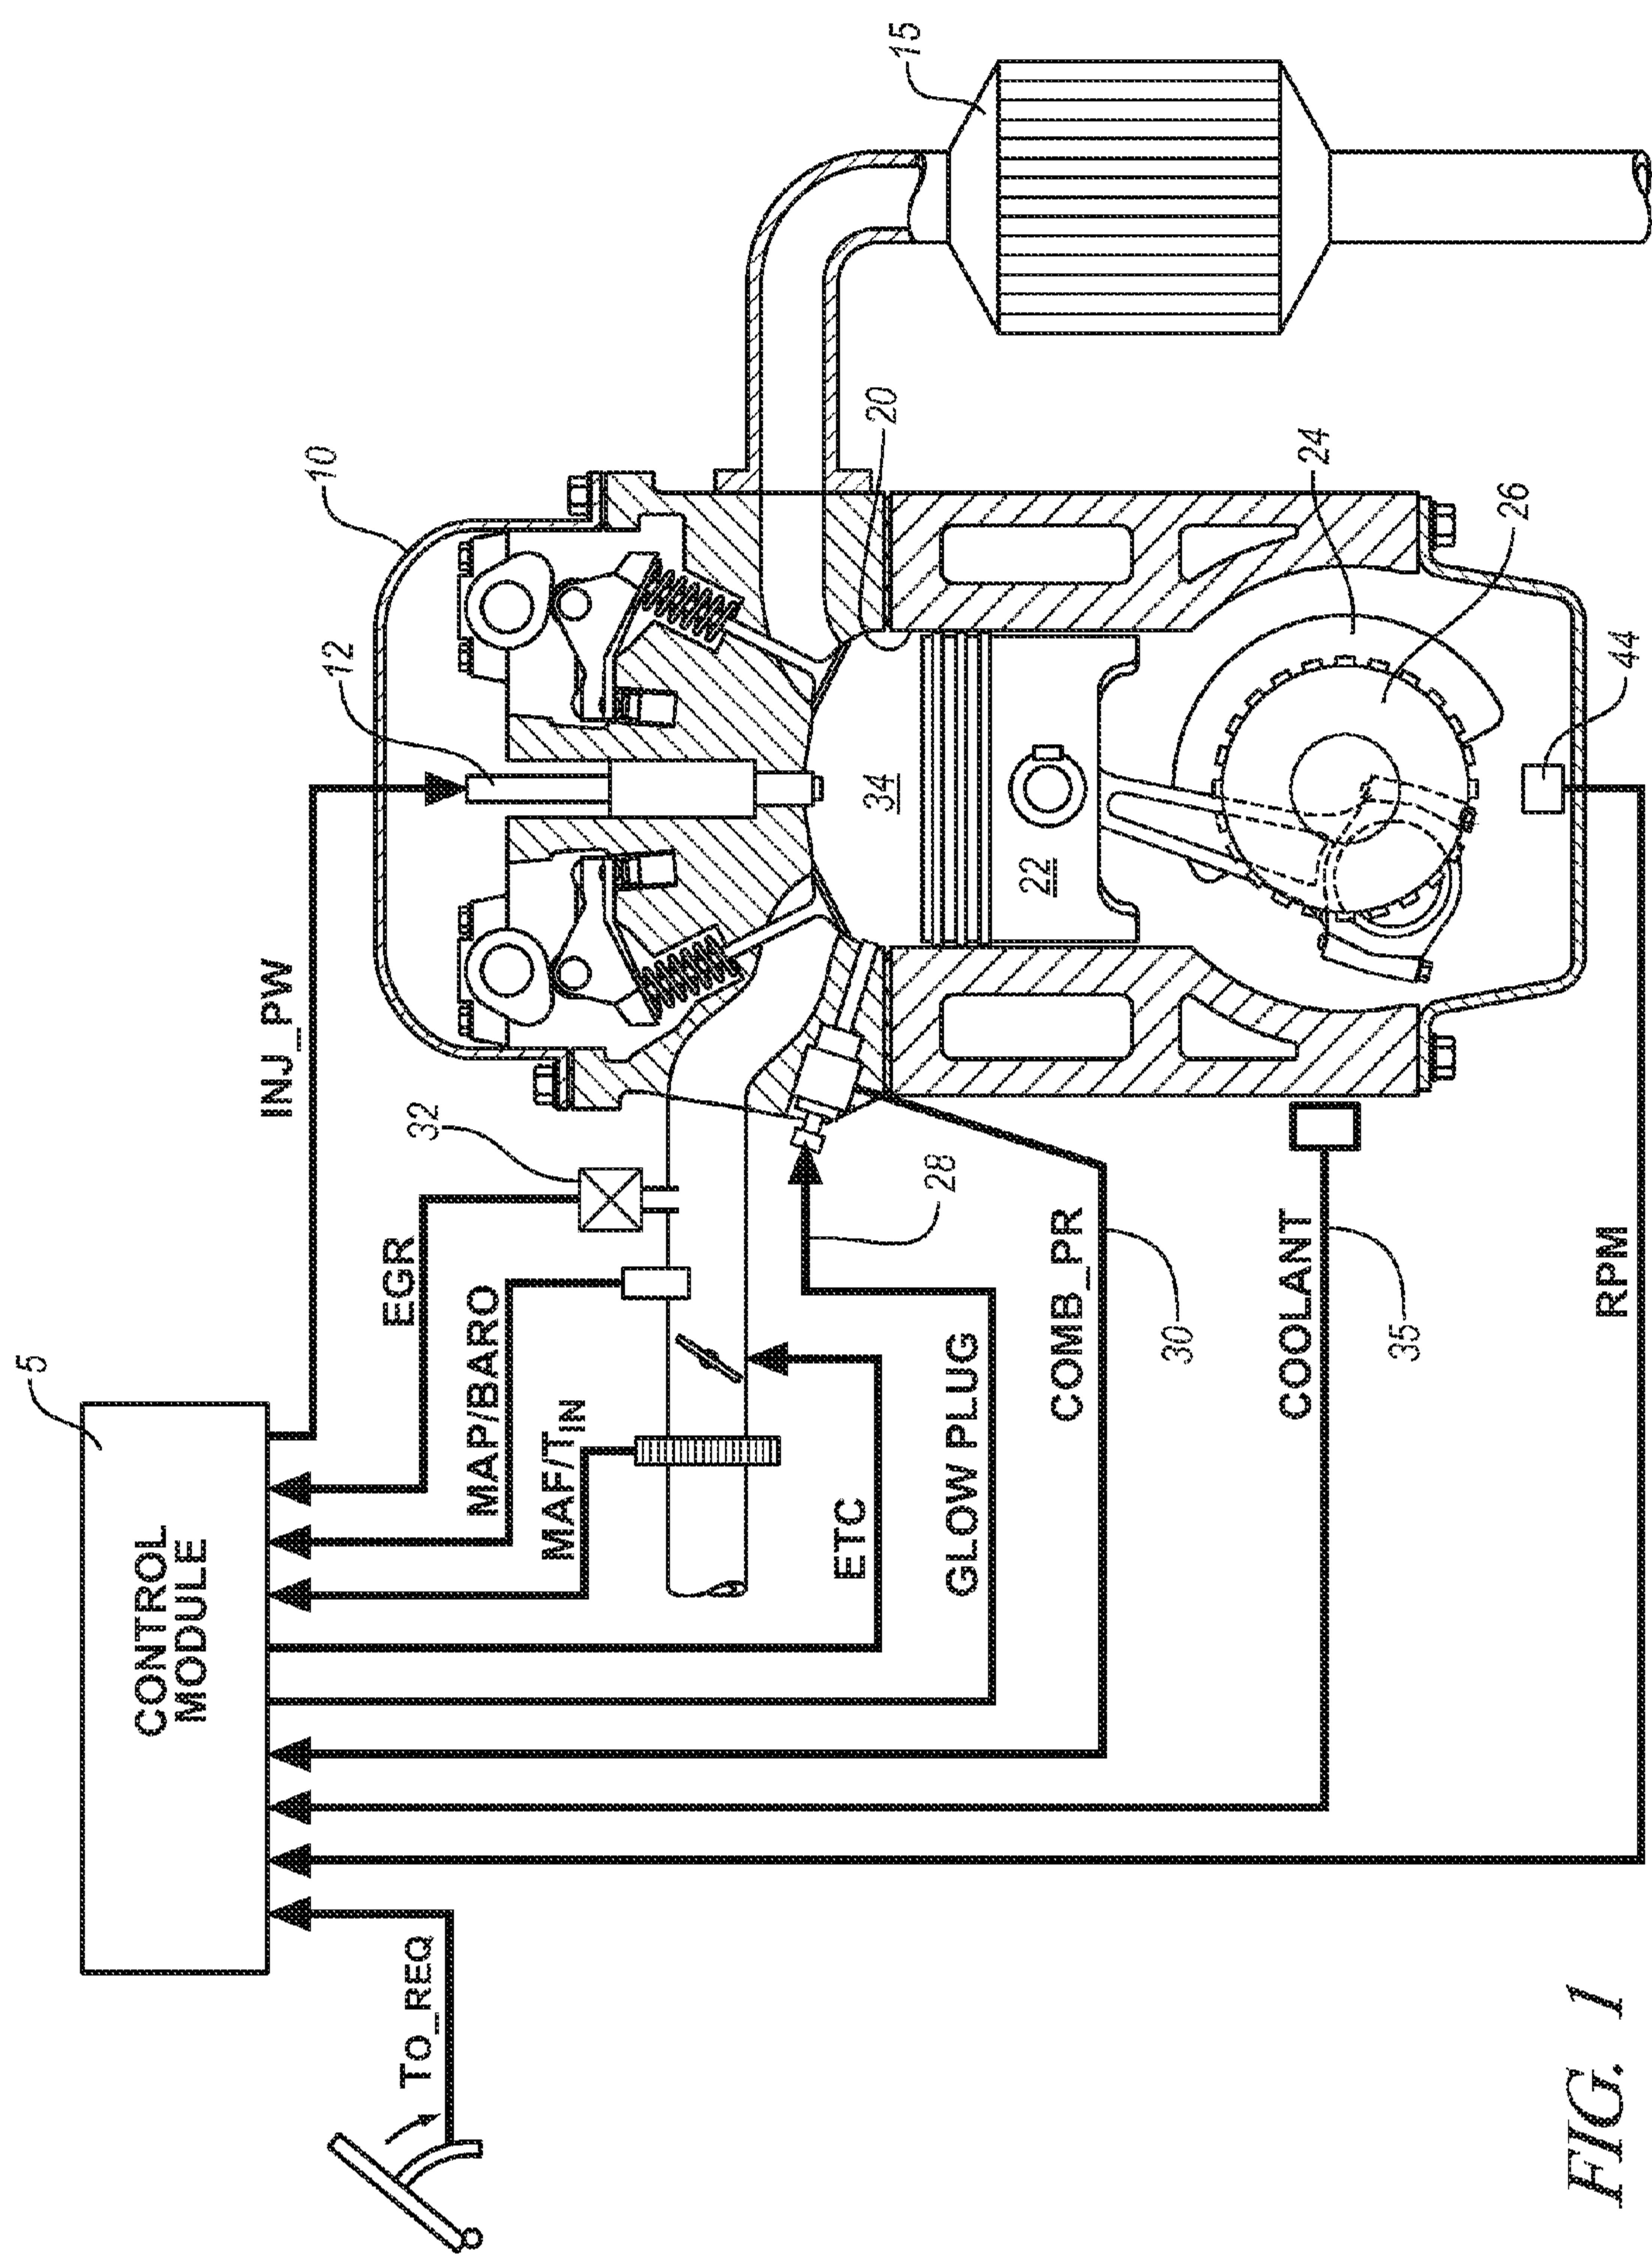 5
CONTROL
MODULE
To_REQ
INJ_PW
EGR
MAP/BARO
MAF/TIN
ETC
GLOW PLUG
COMB_PR
COOLANT
RPM
10
12
15
20
22
24
26
28
30
32
34
35
44
FIG. 1